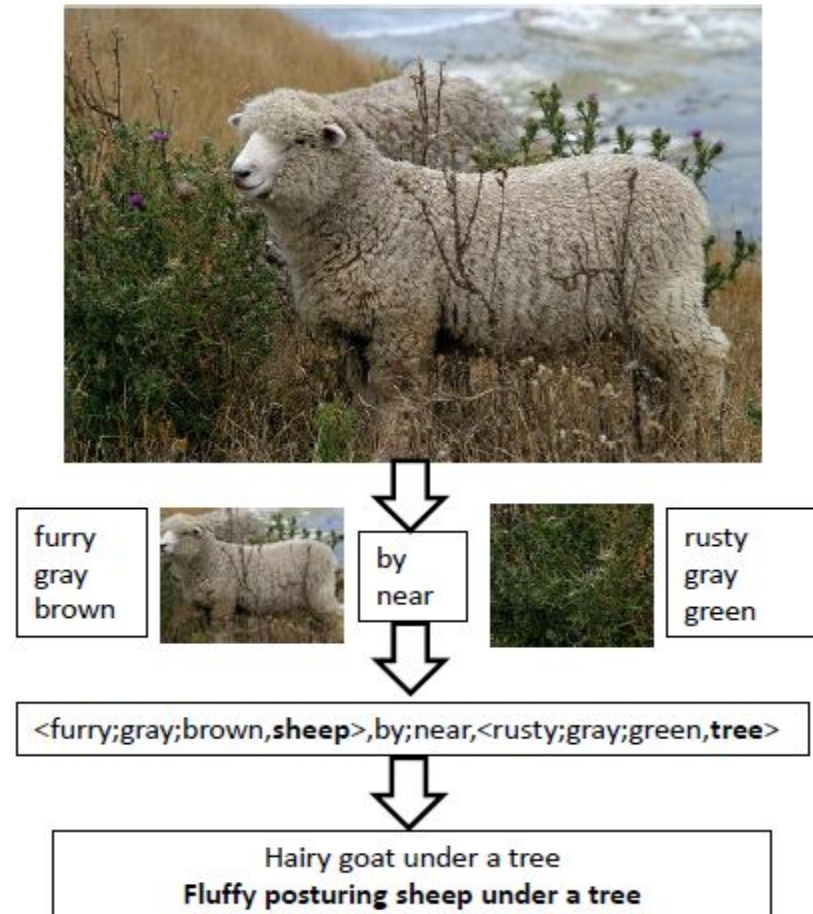 furry
gray
brown
by
near
rusty
gray
green
<furry;gray;brown,sheep>,by;near,<rusty;gray;green,tree>
Hairy goat under a tree
Fluffy posturing sheep under a tree